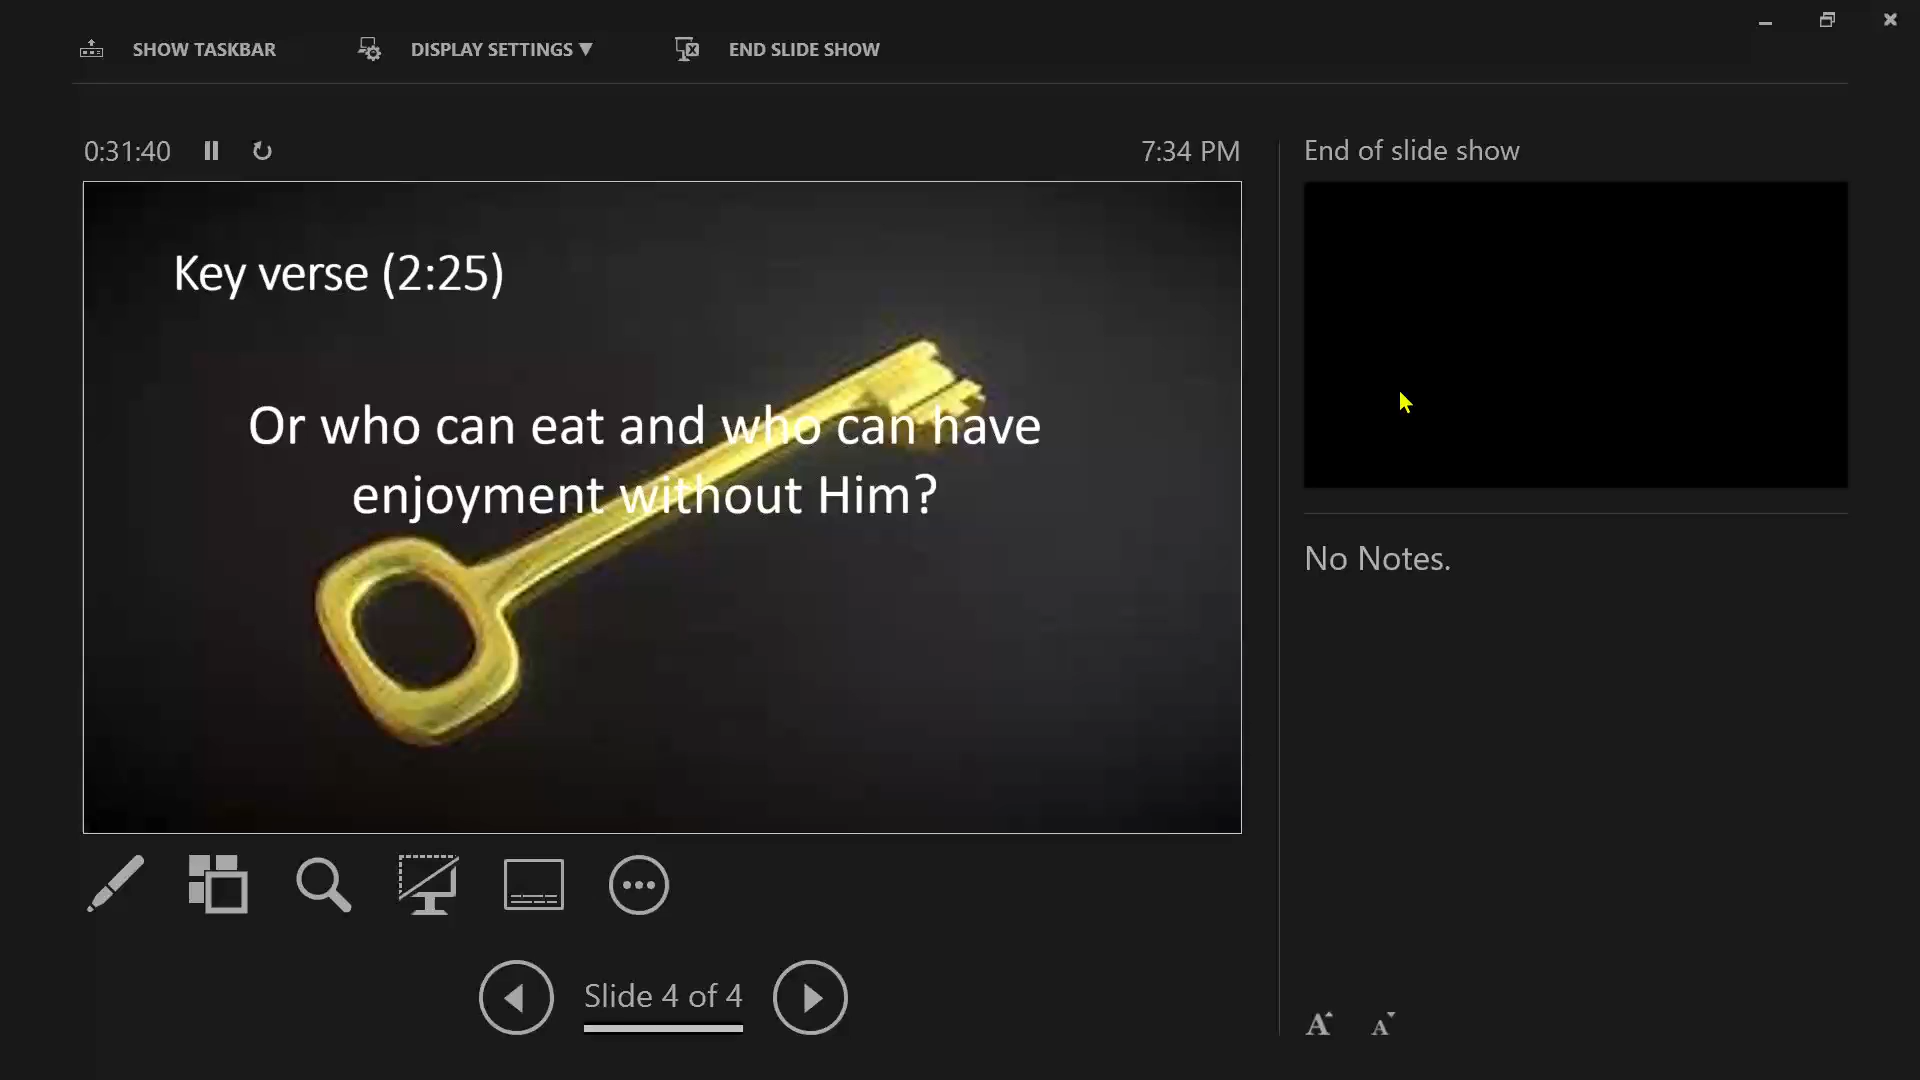 SHOW TASKBAR
DISPLAY SETTINGS ▼
END SLIDE SHOW
0:31:40
7:34 PM
Key verse (2:25)
Or who can eat and who can have
enjoyment without Him?
Slide 4 of 4
End of slide show
No Notes.
A
A